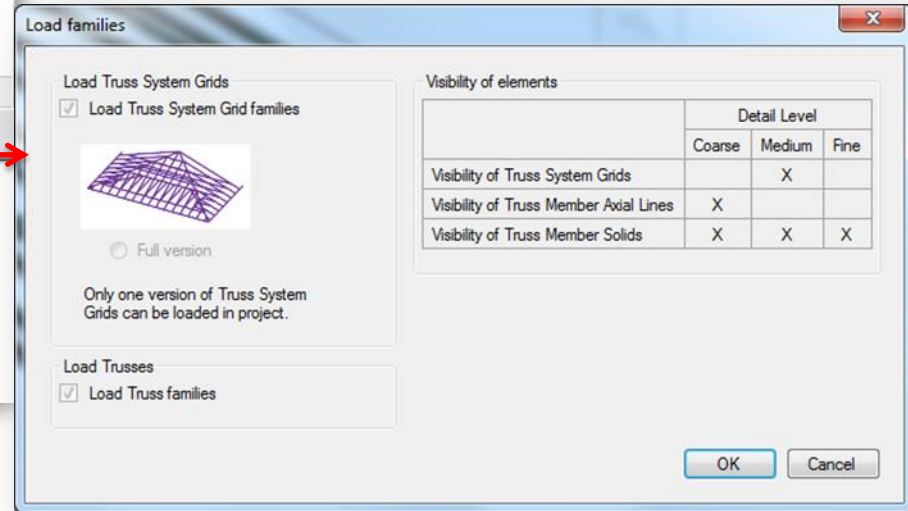 Load families
Load Truss System Grids
Load Truss System Grid families
Full version
Only one version of Truss System
Grids can be loaded in project.
Load Trusses
Load Truss families
Visibility of elements
Detail Level
Coarse Medium Fine
Visibility of Truss System Grids X
Visibility of Truss Member Axial Lines X
Visibility of Truss Member Solids X X X
OK Cancel